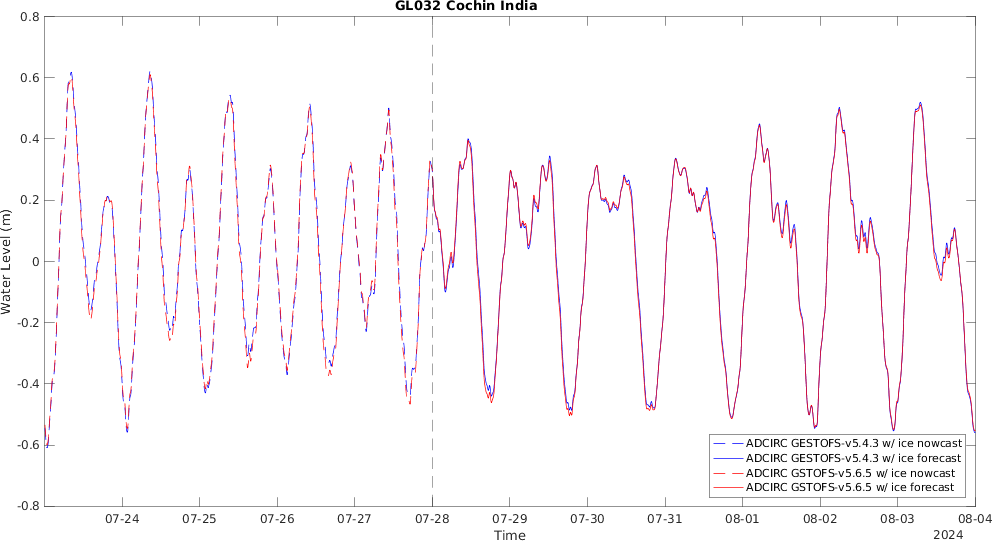 GL032 Cochin India
0.8
0.6
0.4
0.2
0
-0.2
-0.4
-0.6
-0.8
Water Level (m)
ADCIRC GESTOFS-v5.4.3 w/ ice nowcast
ADCIRC GESTOFS-v5.4.3 w/ ice forecast
ADCIRC GSTOFS-v5.6.5 w/ ice nowcast
ADCIRC GSTOFS-v5.6.5 w/ ice forecast
07-24 07-25 07-26 07-27 07-28 07-29 07-30 07-31 08-01 08-02 08-03 08-04
Time
2024